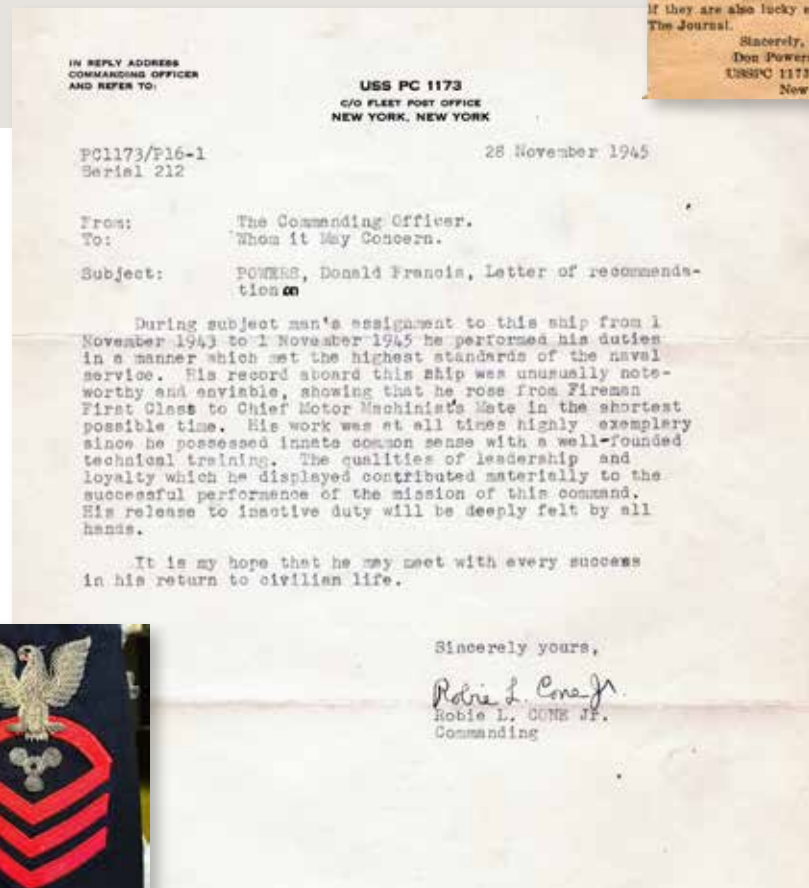 If they are also lucky
The Journal.
Sincerely,
Don Powers
USSPC 1173
New
IN REPLY ADDRESS
COMMANDING OFFICER
AND REFER TO:
USS PC 1173
C/O FLEET POST OFFICE
NEW YORK, NEW YORK
PC1173/P16-1
Serial 212
28 November 1945
From: The Commanding Officer.
To: Whom it May Concern.
Subject: POWERS, Donald Francis, Letter of recommenda-
tion
During subject man's assignment to this ship from 1
November 1943 to 1 November 1945 he performed his duties
in a manner which met the highest standards of the naval
service. His record aboard this ship was unusually note-
worthy and enviable, showing that he rose from Fireman
First Class to Chief Motor Machinist's Mate in the shortest
possible time. His work was at all times highly exemplary
since he possessed innate common sense with a well-founded
technical training. The qualities of leadership and
loyalty which he displayed contributed materially to the
successful performance of the mission of this command.
His release to inactive duty will be deeply felt by all
hands.
It is my hope that he may meet with every success
in his return to civilian life.
Sincerely yours,
Robie L. Cone Jr.
Robie L. CONE Jr.
Commanding